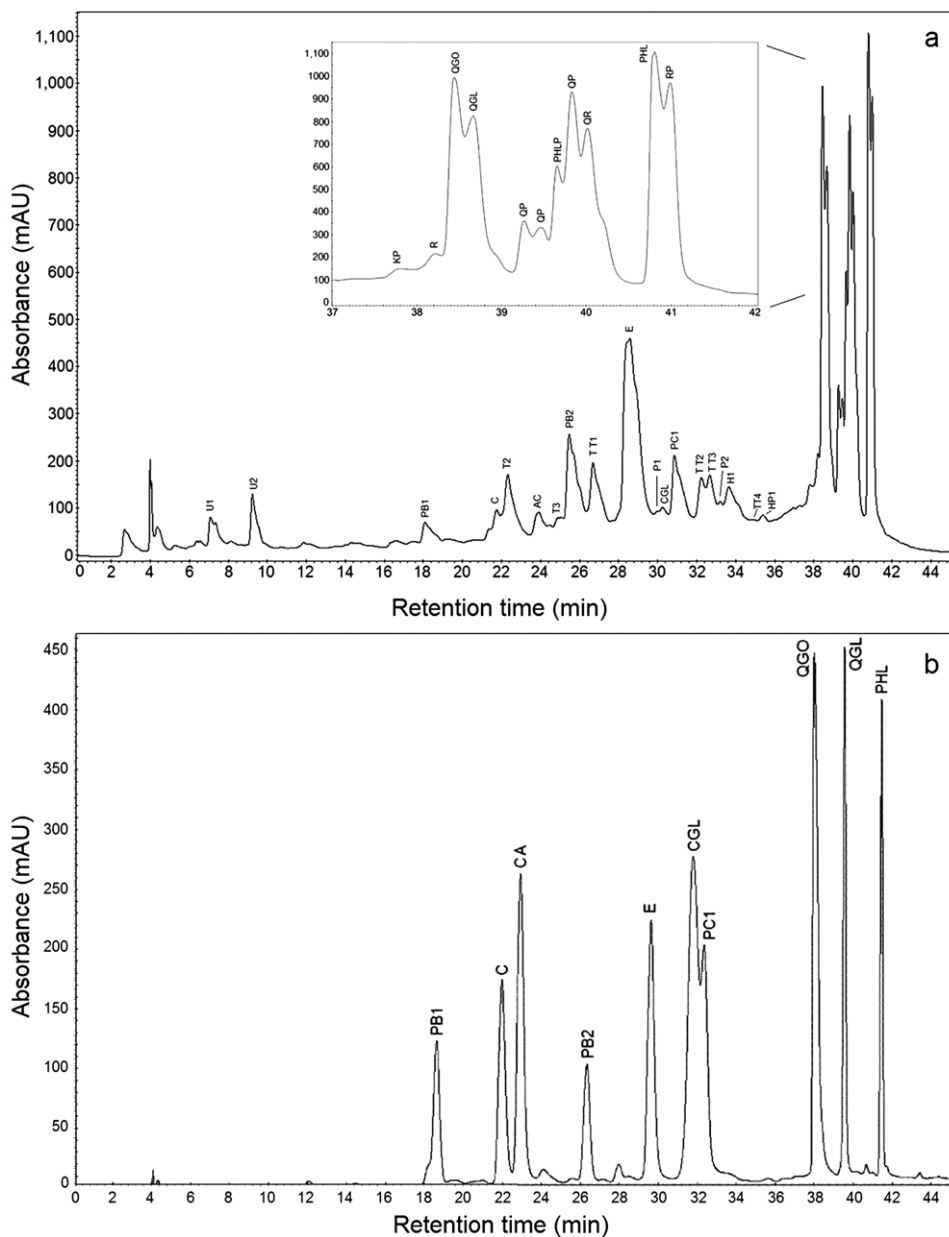 a
Absorbance (mAU)
1,100
1,000
900
800
700
600
500
400
300
200
100
0
1,100
1,000
900
800
700
600
500
400
300
200
100
0
KP
R
QGO
QGL
QP
QP
PHLP
QP
QR
PHL
RP
37
38
39
40
41
42
U1
U2
PB1
C
T2
AC
T3
PB2
T T1
E
P1
CGL
PC1
T T2
T T3
P2
H1
TT4
HP1
0 4 6 8 10 12 14 16 18 20 22 24 26 28 30 32 34 36 38 40 42 44
Retention time (min)
b
Absorbance (mAU)
450
400
350
300
250
200
150
100
50
0
PB1
C
CA
PB2
E
CGL
PC1
QGO
QGL
PHL
0 2 4 6 8 10 12 14 16 18 20 22 24 26 28 30 32 34 36 38 40 42 44
Retention time (min)